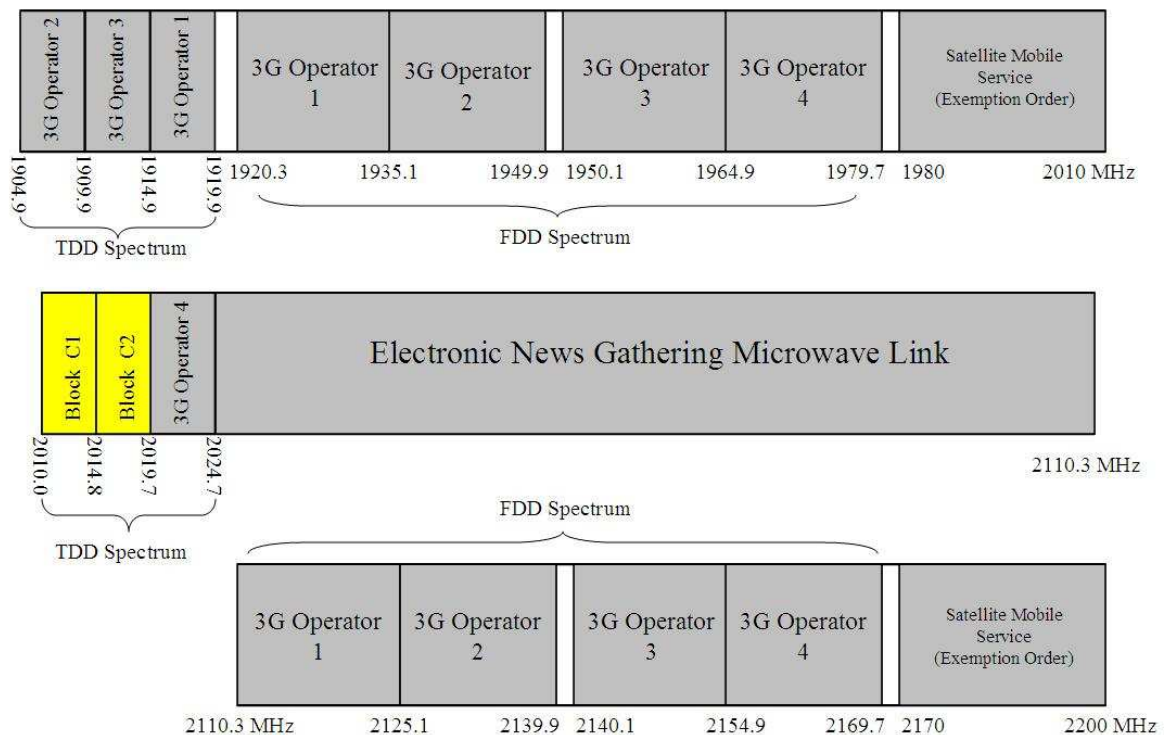 3G Operator 2
3G Operator 3
3G Operator 1
3G Operator
1
3G Operator
2
3G Operator
3
3G Operator
4
Satellite Mobile
Service
(Exemption Order)
1904.9
1909.9
1914.9
1919.9
1920.3
1935.1
1949.9
1950.1
1964.9
1979.7
1980
2010 MHz
TDD Spectrum
FDD Spectrum
Block C1
Block C2
3G Operator 4
Electronic News Gathering Microwave Link
2010.0
2014.8
2019.7
2024.7
2110.3 MHz
TDD Spectrum
FDD Spectrum
3G Operator
1
3G Operator
2
3G Operator
3
3G Operator
4
Satellite Mobile
Service
(Exemption Order)
2110.3 MHz
2125.1
2139.9
2140.1
2154.9
2169.7
2170
2200 MHz